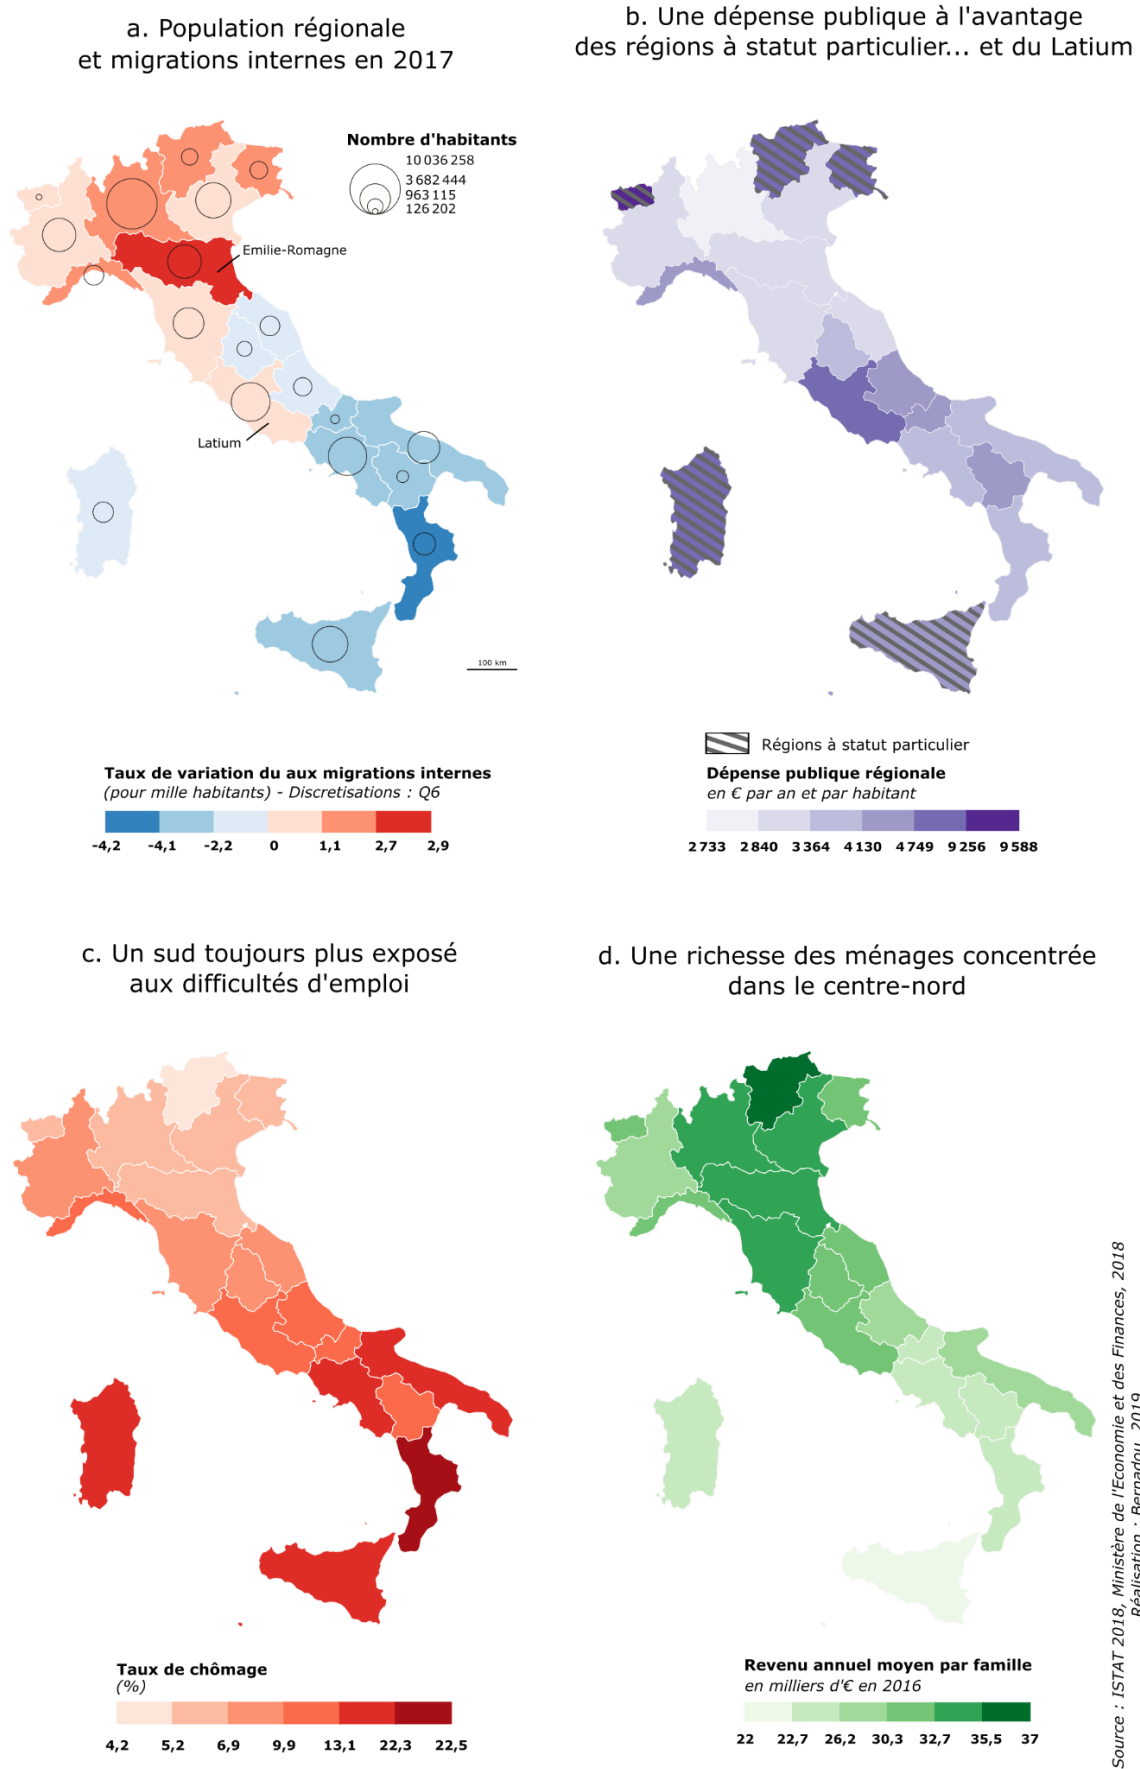 a. Population régionale
et migrations internes en 2017
b. Une dépense publique à l'avantage
des régions à statut particulier... et du Latium
Nombre d'habitants
10 036 258
3 682 444
963 115
126 202
Emilie-Romagne
Latium
100 km
Taux de variation du aux migrations internes
(pour mille habitants) - Discretisations : Q6
-4,2 -4,1 -2,2 0 1,1 2,7 2,9
Régions à statut particulier
Dépense publique régionale
en € par an et par habitant
2 733 2 840 3 364 4 130 4 749 9 256 9 588
c. Un sud toujours plus exposé
aux difficultés d'emploi
d. Une richesse des ménages concentrée
dans le centre-nord
Taux de chômage
(%)
4,2 5,2 6,9 9,9 13,1 22,3 22,5
Revenu annuel moyen par famille
en milliers d'€ en 2016
22 22,7 26,2 30,3 32,7 35,5 37
Source : ISTAT 2018, Ministère de l'Economie et des Finances, 2018
Réalisation : Bernadou, 2019